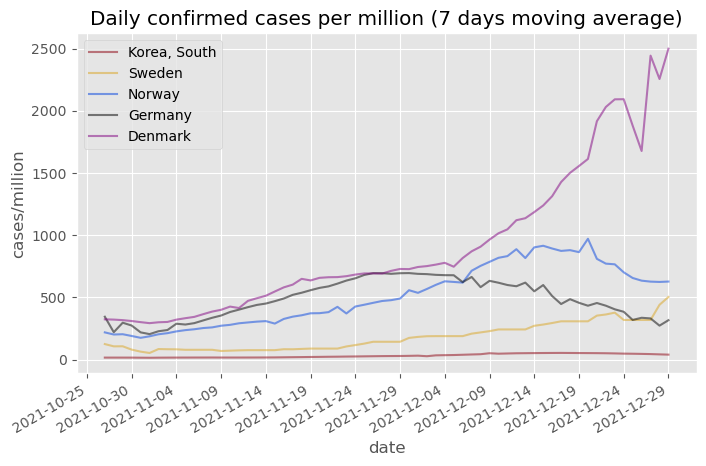 Daily confirmed cases per million (7 days moving average)
2500
2000
1500
1000
500
0
cases/million
Korea, South
Sweden
Norway
Germany
Denmark
2021-10-25
2021-10-30
2021-11-04
2021-11-09
2021-11-14
2021-11-19
2021-11-24
2021-11-29
2021-12-04
2021-12-09
2021-12-14
2021-12-19
2021-12-24
2021-12-29
date